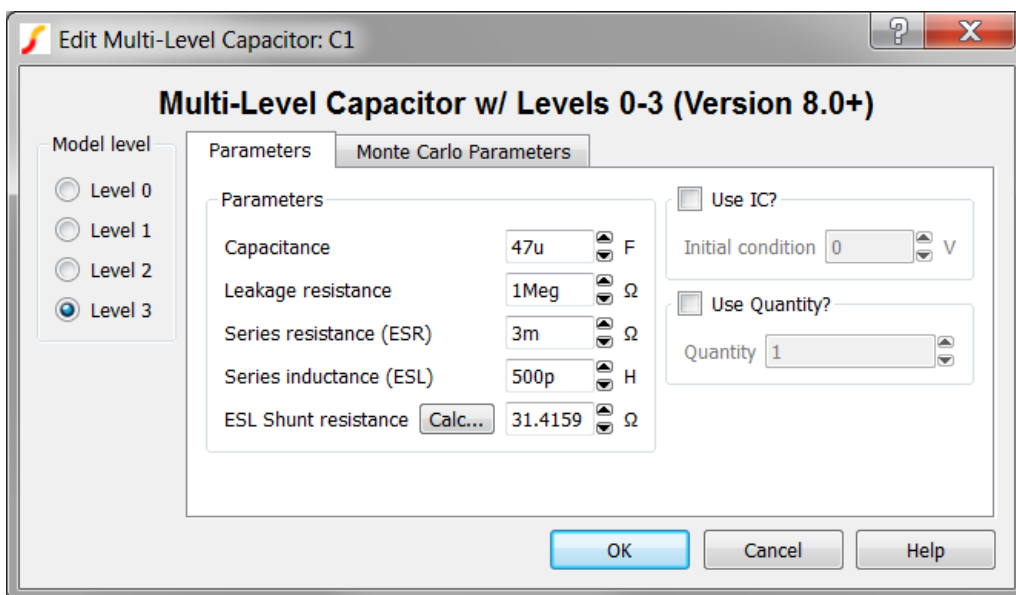 Edit Multi-Level Capacitor: C1
?
X
Multi-Level Capacitor w/ Levels 0-3 (Version 8.0+)
Model level
Level 0
Level 1
Level 2
Level 3
Parameters
Monte Carlo Parameters
Parameters
Capacitance 47u F
Leakage resistance 1Meg Ω
Series resistance (ESR) 3m Ω
Series inductance (ESL) 500p H
ESL Shunt resistance Calc... 31.4159 Ω
Use IC?
Initial condition 0 V
Use Quantity?
Quantity 1
OK Cancel Help